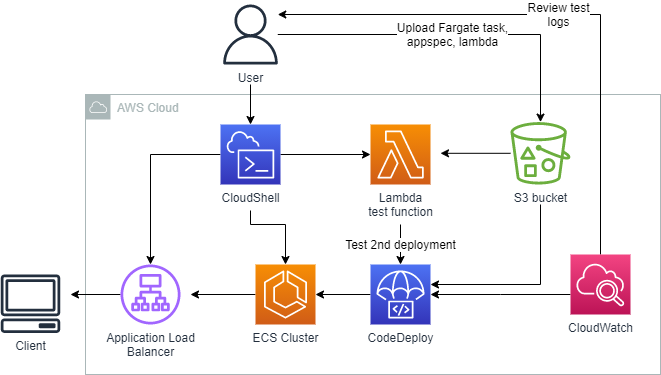 Review test
logs
Upload Fargate task,
appspec, lambda
User
AWS Cloud
CloudShell
Lambda
test function
S3 bucket
Test 2nd deployment
Client
Application Load
Balancer
ECS Cluster
CodeDeploy
CloudWatch